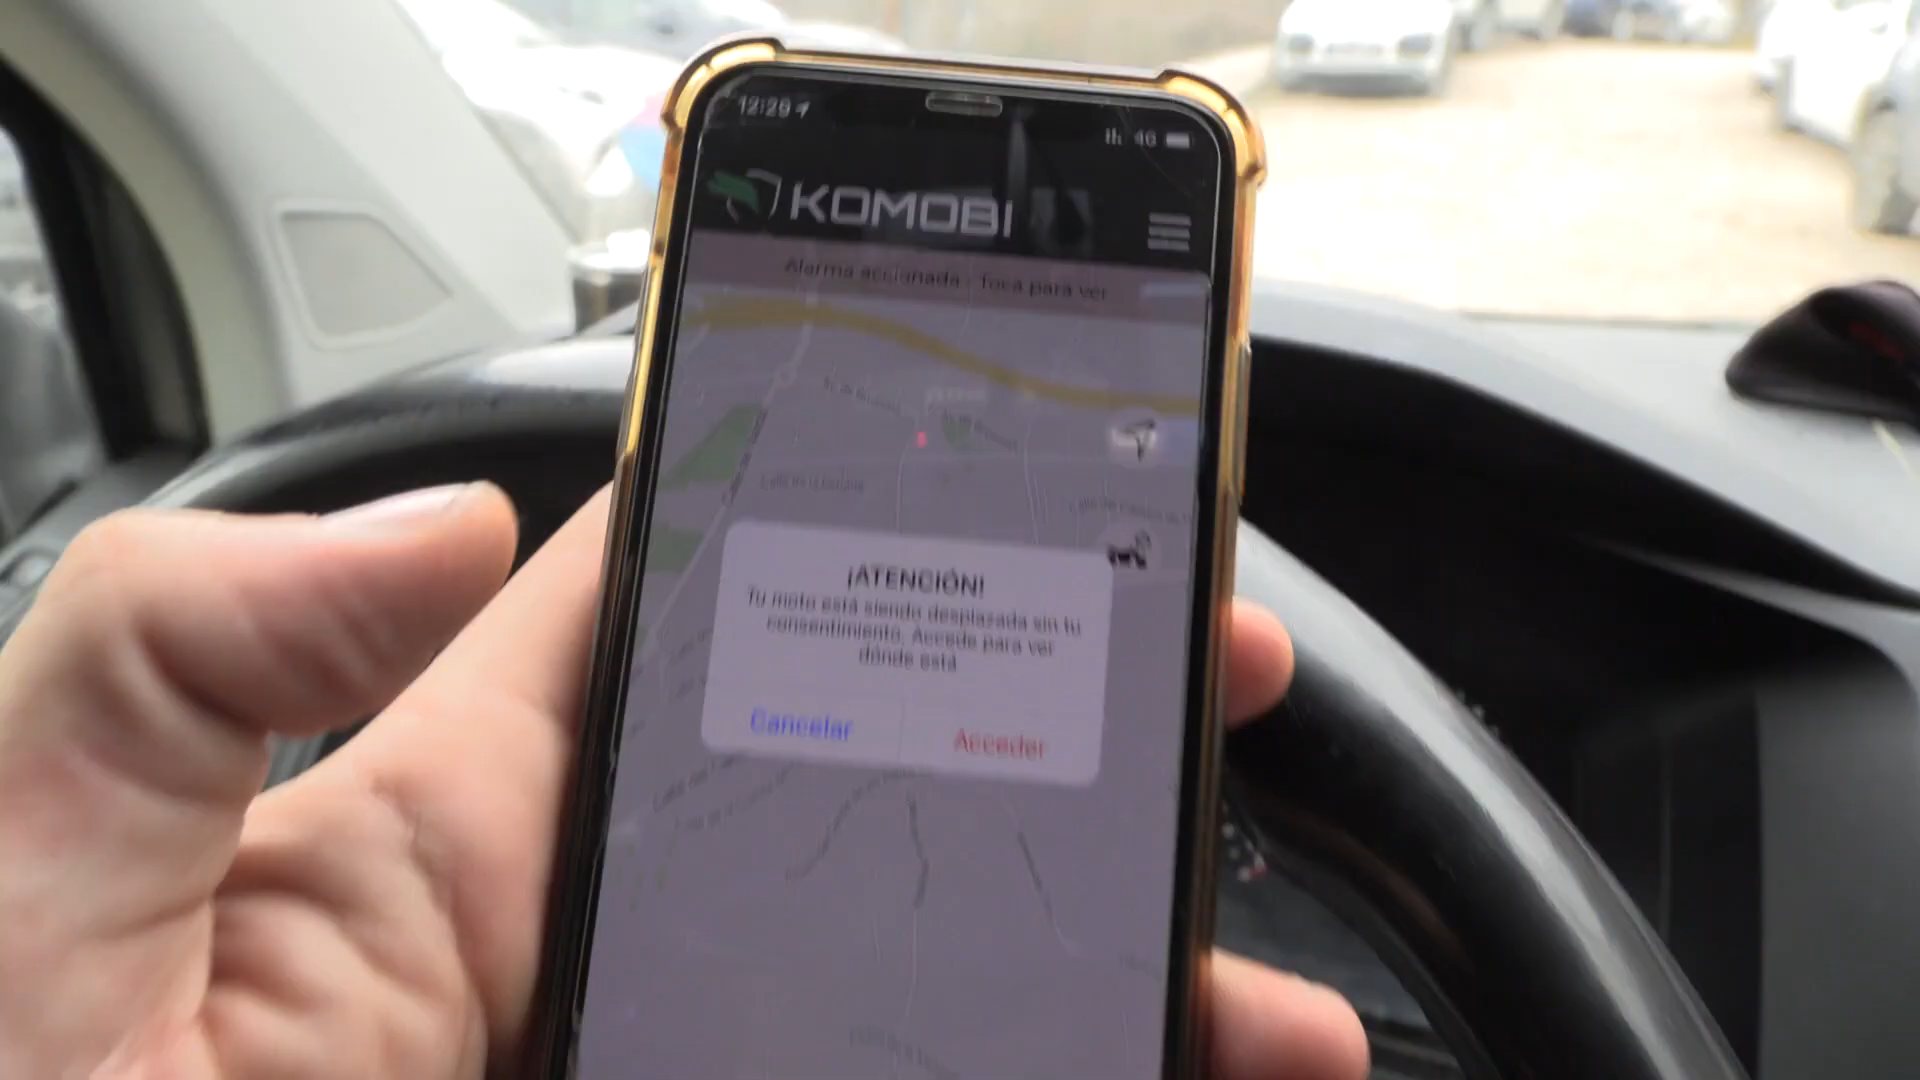 12:29
4G
KOMOBI
Alarma accionada - Toca para ver
¡ATENCIÓN!
Tu moto está siendo desplazada sin tu
consentimiento. Accede para ver
dónde está
Cancelar
Acceder